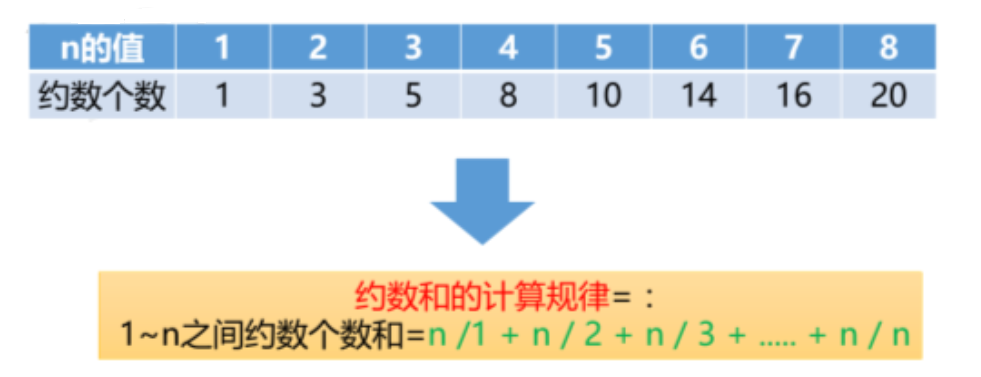 n的值 1 2 3 4 5 6 7 8
约数个数 1 3 5 8 10 14 16 20
约数和的计算规律= :
1~n之间约数个数和=n /1 + n / 2 + n / 3 + ..... + n / n